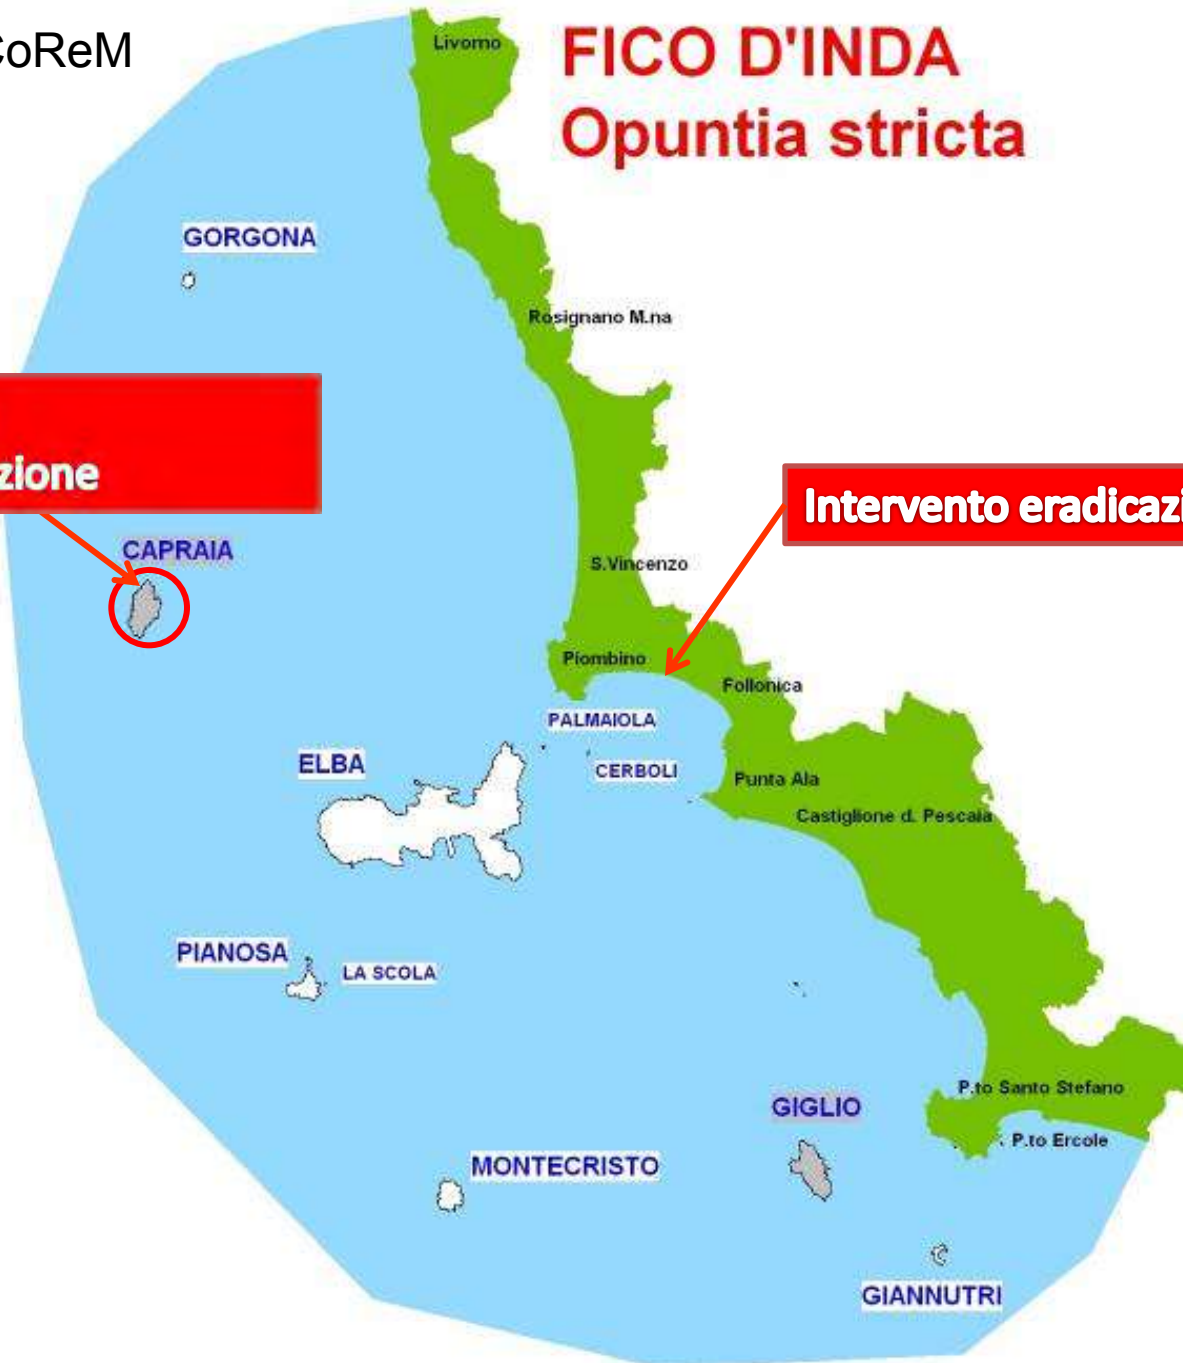 CoReM
FICO D'INDA
Opuntia stricta
Livorno
GORGONA
Rosignano M.na
zione
Intervento eradicazi
CAPRAIA
S.Vincenzo
Piombino
Follonica
PALMAIOLA
ELBA
CERBOLI
Punta Ala
Castiglione d. Pescaia
PIANOSA
LA SCOLA
P.to Santo Stefano
GIGLIO
P.to Ercole
MONTECRISTO
GIANNUTRI